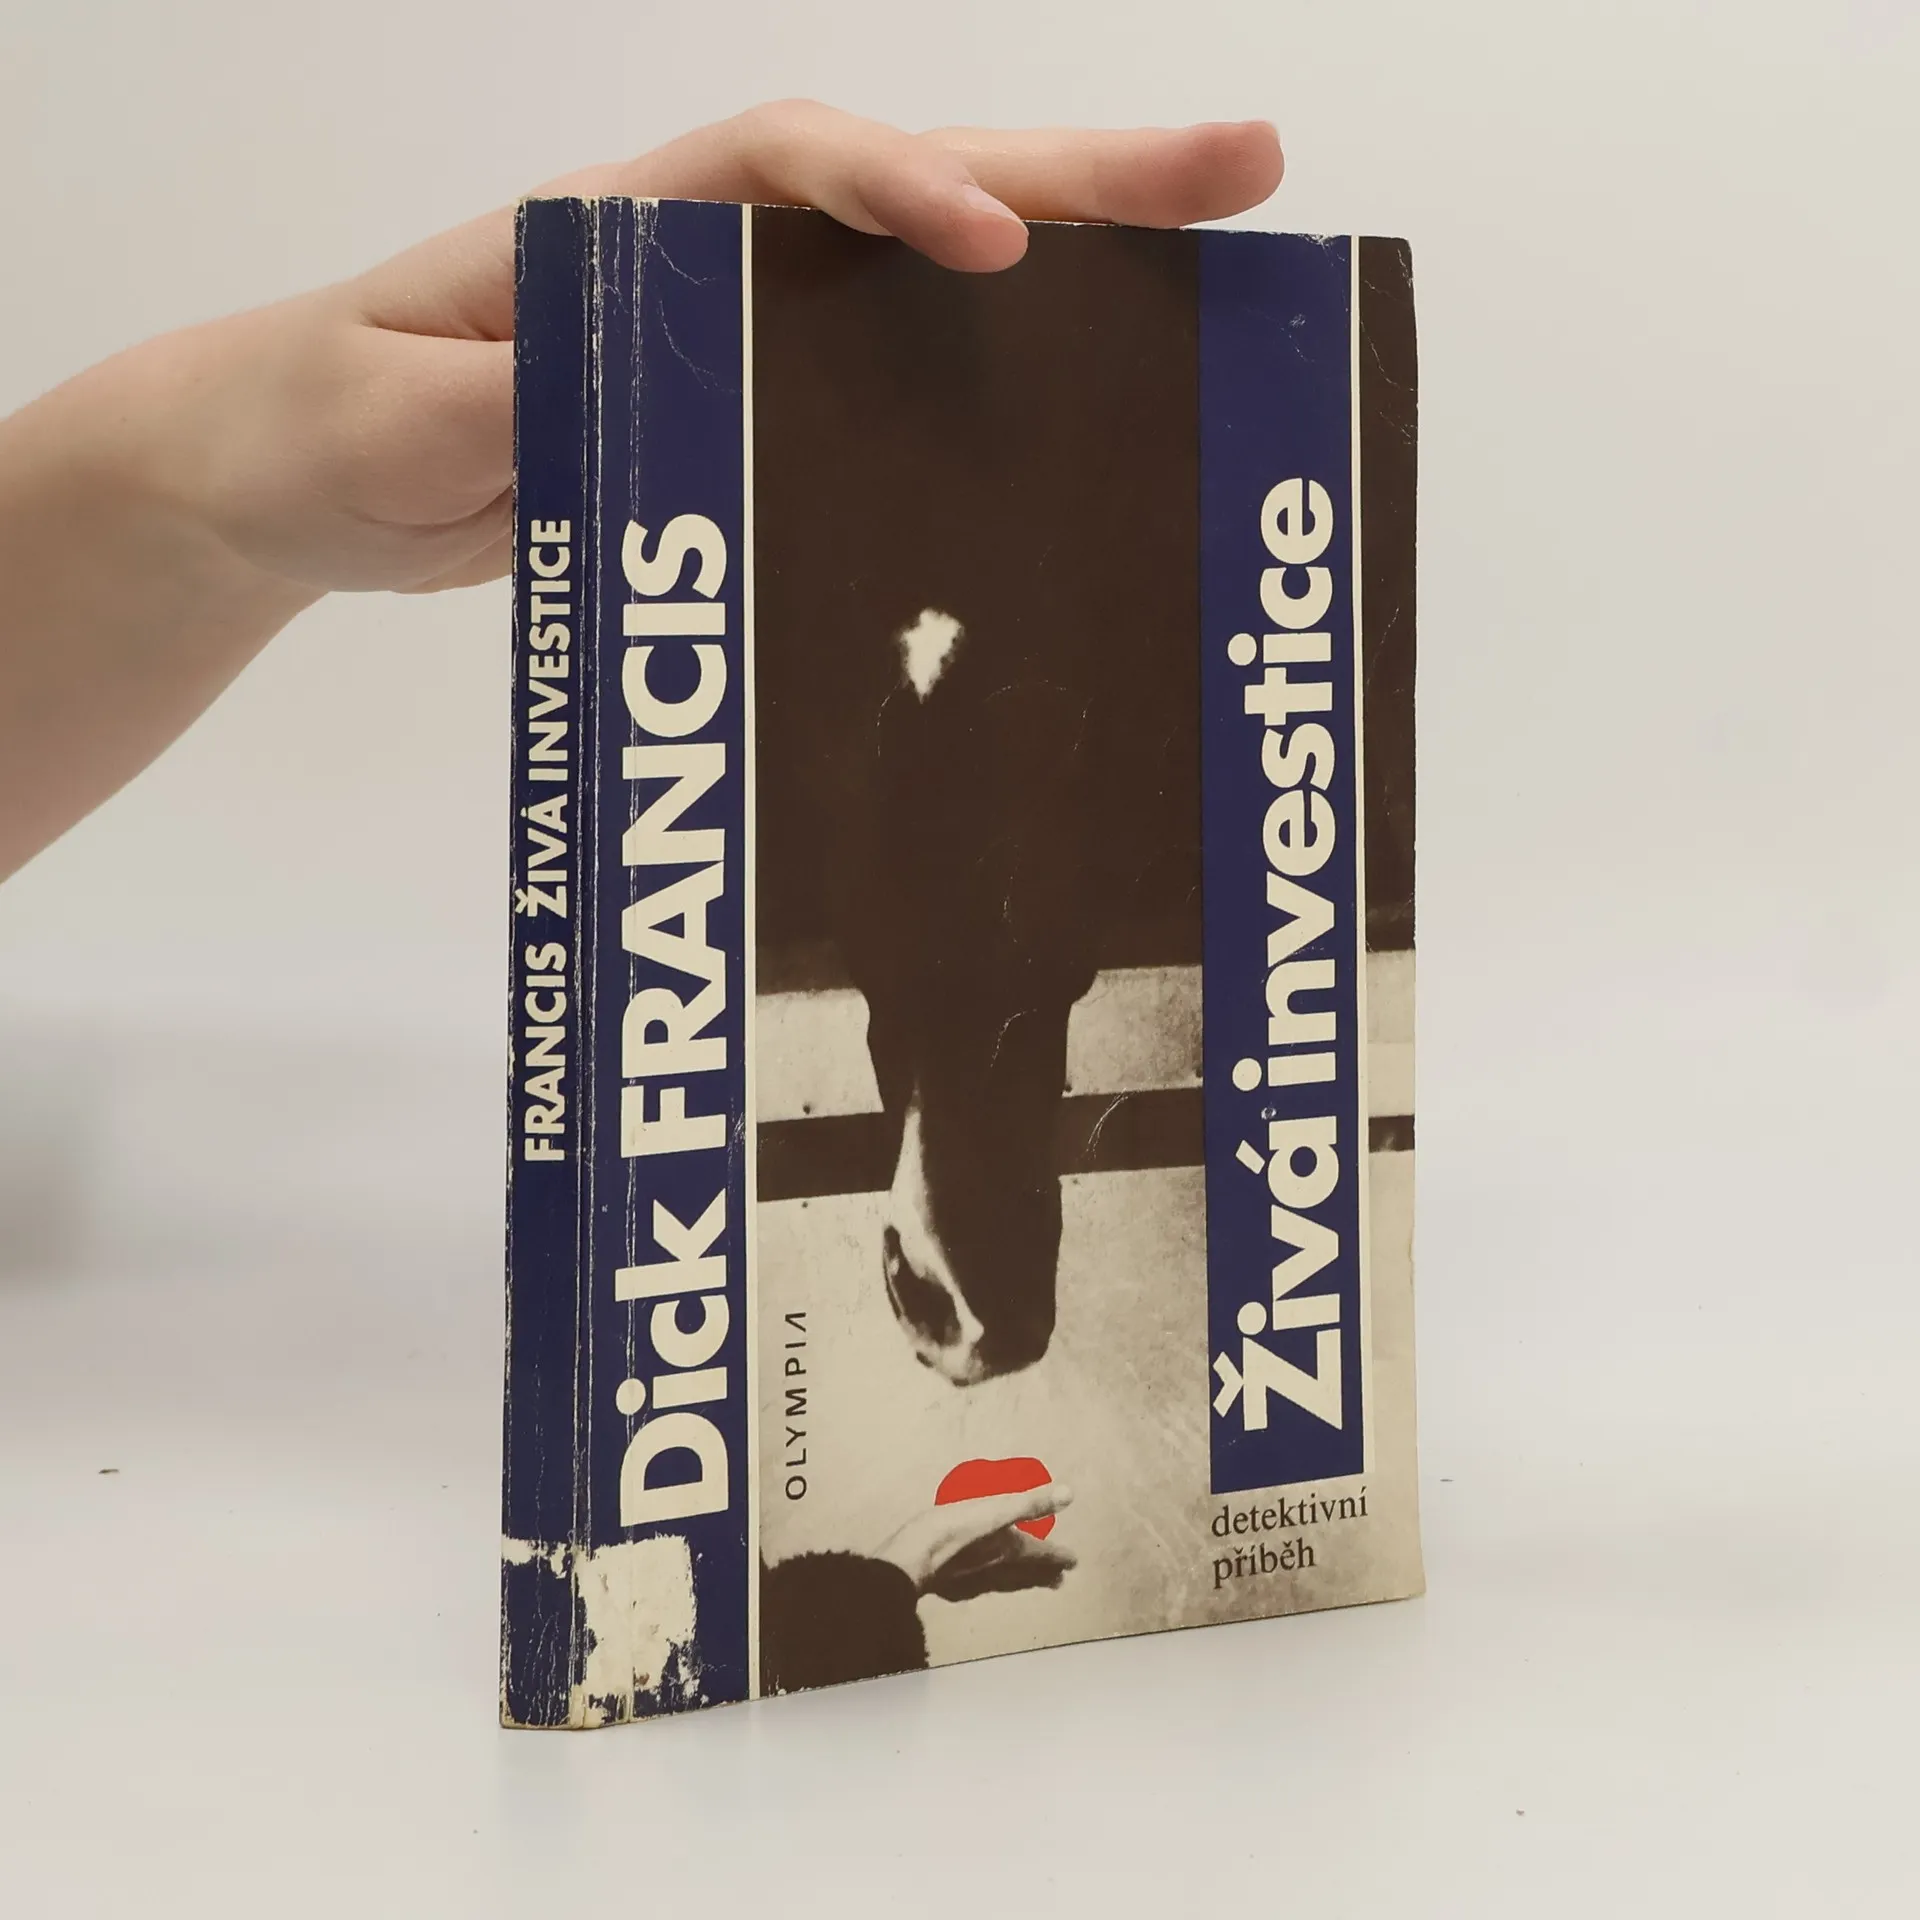 FRANCIS ŽIVÁ INVESTICE
Dick FRANCIS
OLYMPIA
Živá investice
detektivní
příběh